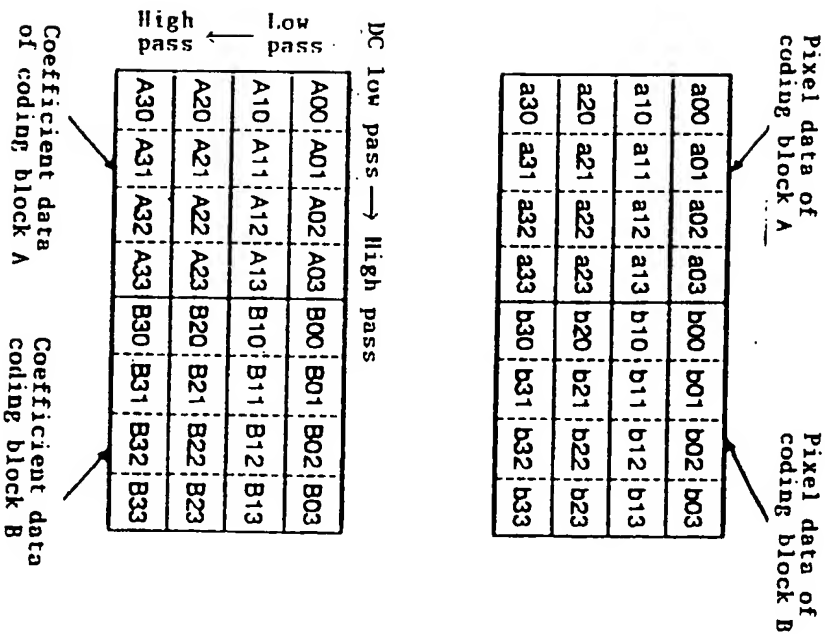 Pixel data of
coding block A
Pixel data of
coding block B
a00 a01 a02 a03 b00 b01 b02 b03
a10 a11 a12 a13 b10 b11 b12 b13
a20 a21 a22 a23 b20 b21 b22 b23
a30 a31 a32 a33 b30 b31 b32 b33
DC low pass → High pass
High pass ← Low pass
A00 A01 A02 A03 B00 B01 B02 B03
A10 A11 A12 A13 B10 B11 B12 B13
A20 A21 A22 A23 B20 B21 B22 B23
A30 A31 A32 A33 B30 B31 B32 B33
Coefficient data
of coding block A
Coefficient data
coding block B